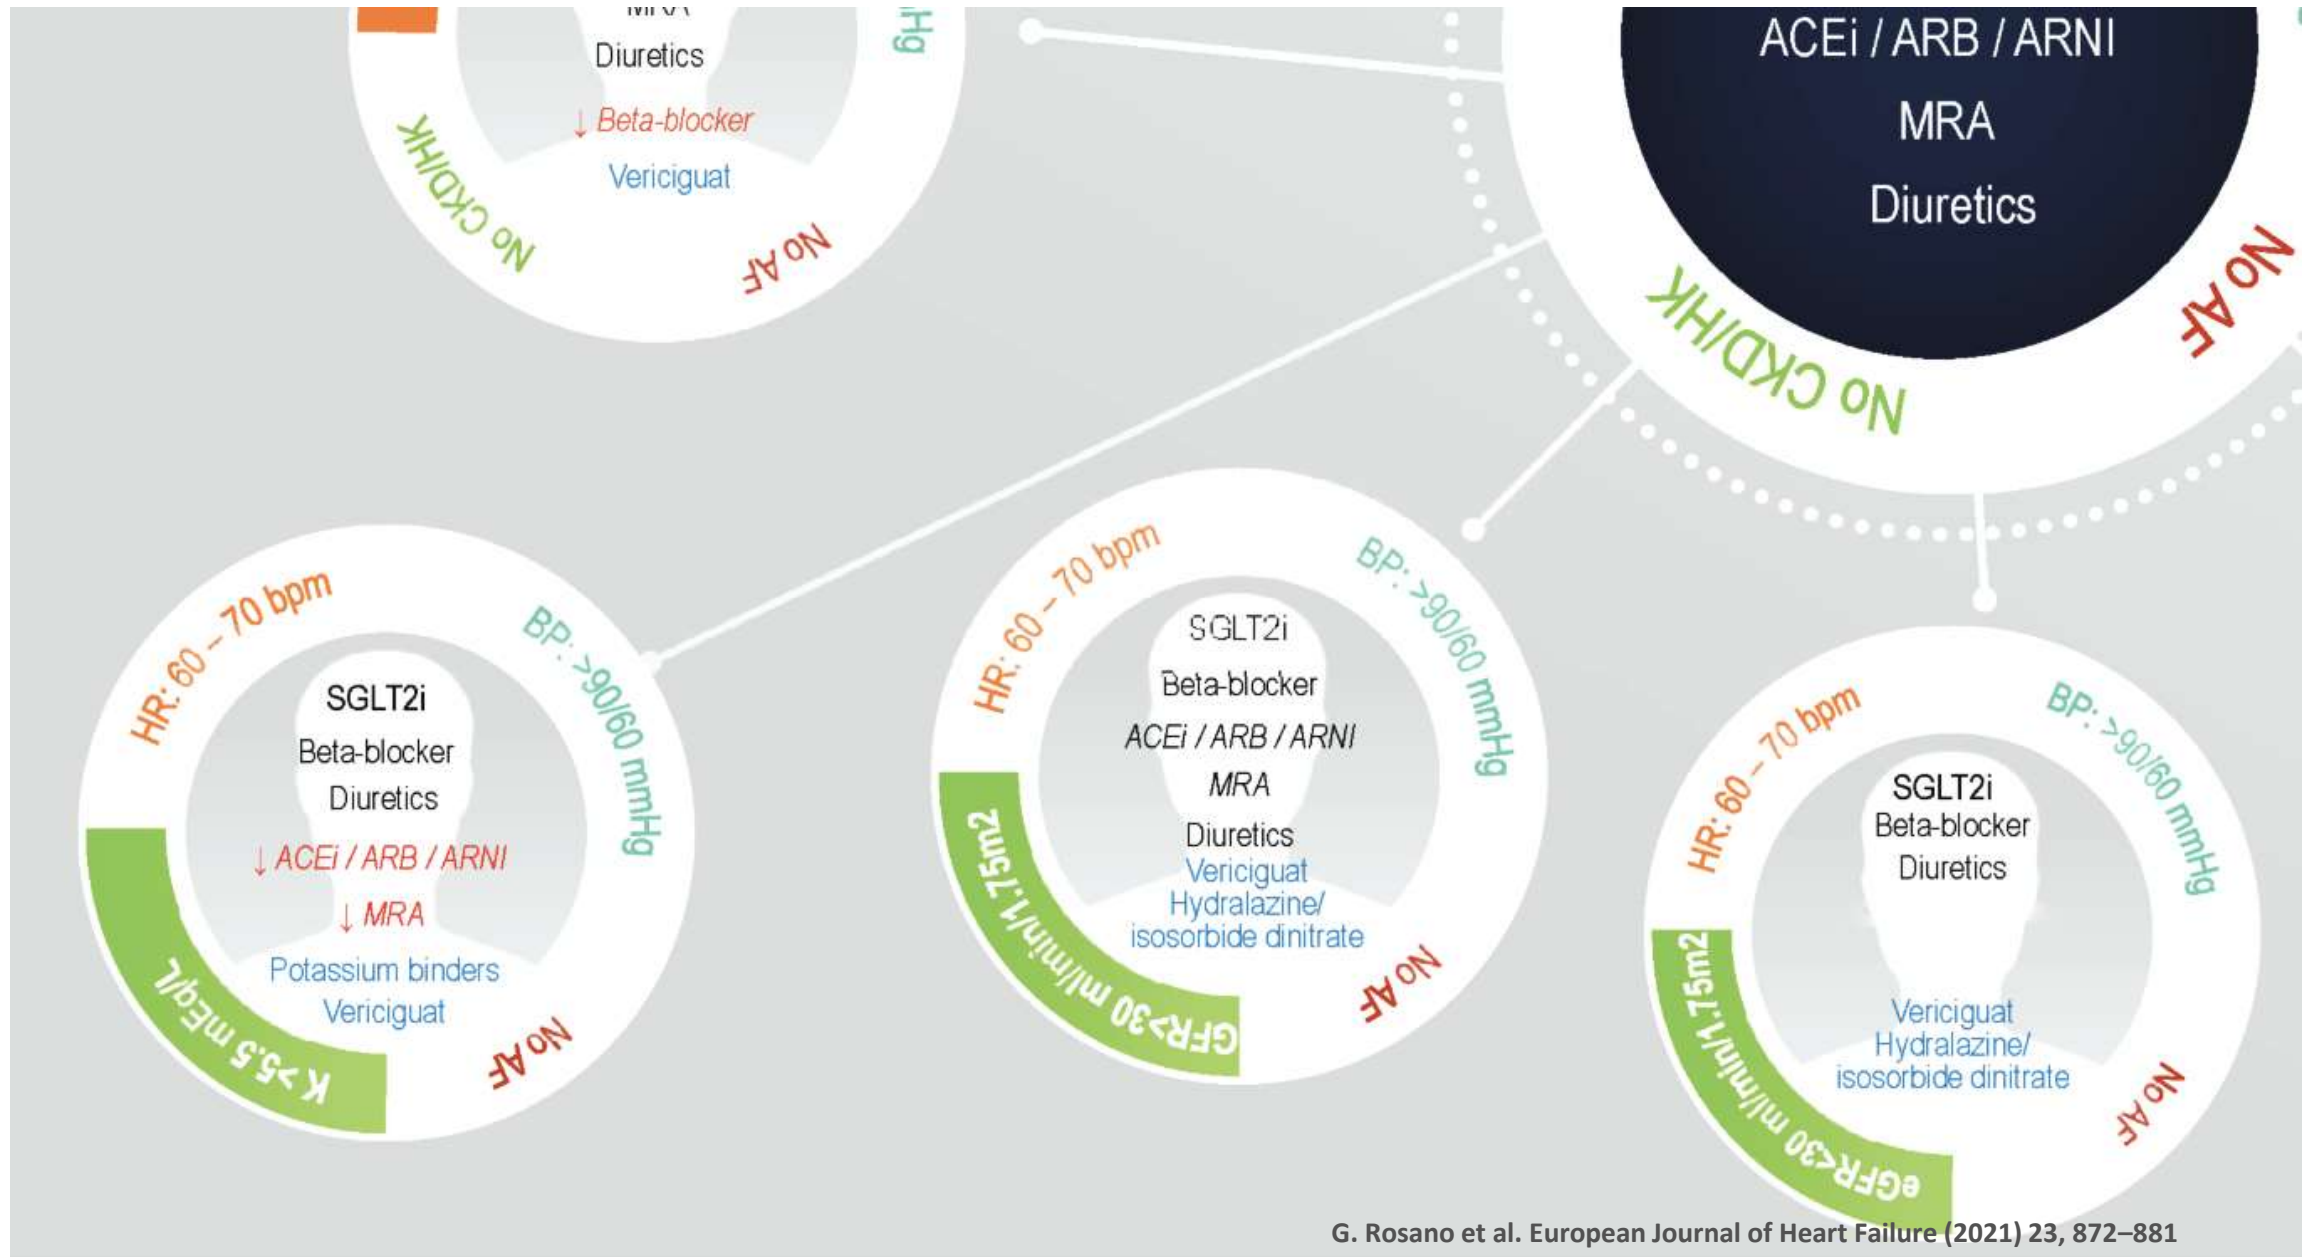 Diuretics
↓ Beta-blocker
Vericiguat
No CKD/HK
No AF
mHg
ACEi / ARB / ARNI
MRA
Diuretics
No CKD/HK
No AF
HR: 60 – 70 bpm
BP: >90/60 mmHg
SGLT2i
Beta-blocker
Diuretics
↓ ACEi / ARB / ARNI
↓ MRA
Potassium binders
Vericiguat
K >5.5 mEq/L
No AF
HR: 60 – 70 bpm
BP: >90/60 mmHg
SGLT2i
Beta-blocker
ACEi / ARB / ARNI
MRA
Diuretics
Vericiguat
Hydralazine/
isosorbide dinitrate
GFR>30 ml/min/1.75m2
No AF
HR: 60 – 70 bpm
BP: >90/60 mmHg
SGLT2i
Beta-blocker
Diuretics
Vericiguat
Hydralazine/
isosorbide dinitrate
eGFR<30 ml/min/1.75m2
No AF
G. Rosano et al. European Journal of Heart Failure (2021) 23, 872–881